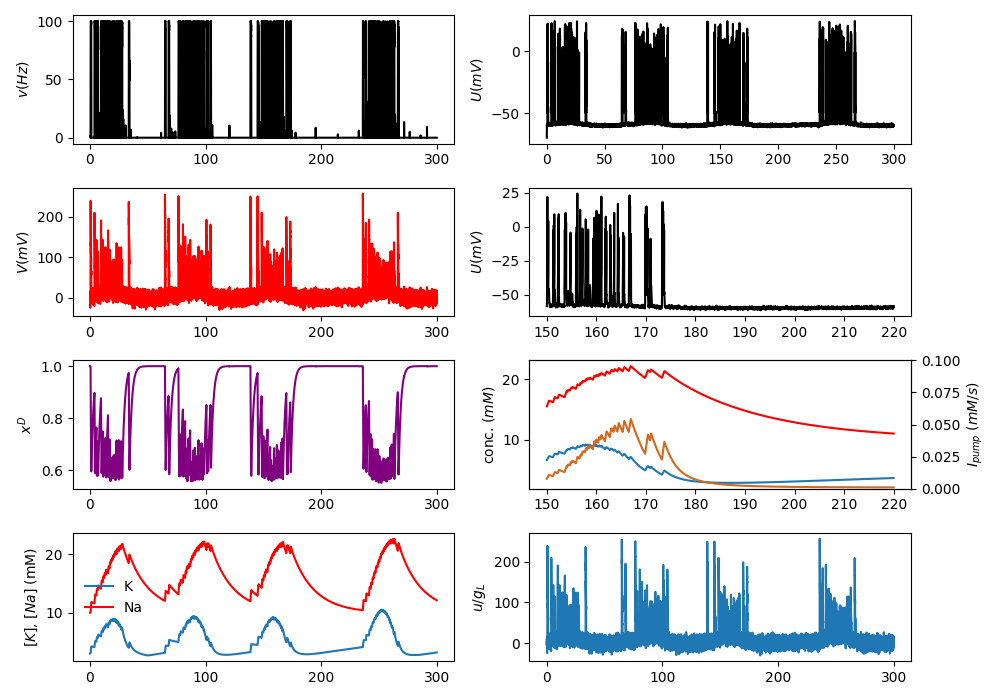 100
50
0
v(Hz)
0 100 200 300
0
−50
U(mV)
0 50 100 150 200 250 300
200
100
0
V(mV)
0 100 200 300
25
0
−25
−50
U(mV)
150 160 170 180 190 200 210 220
1.0
0.8
0.6
x^D
0 100 200 300
20
10
conc. (mM)
0.100
0.075
0.050
0.025
0.000
I_pump (mM/s)
150 160 170 180 190 200 210 220
20
10
[K], [Na] (mM)
K
Na
0 100 200 300
200
100
0
u/g_L
0 100 200 300